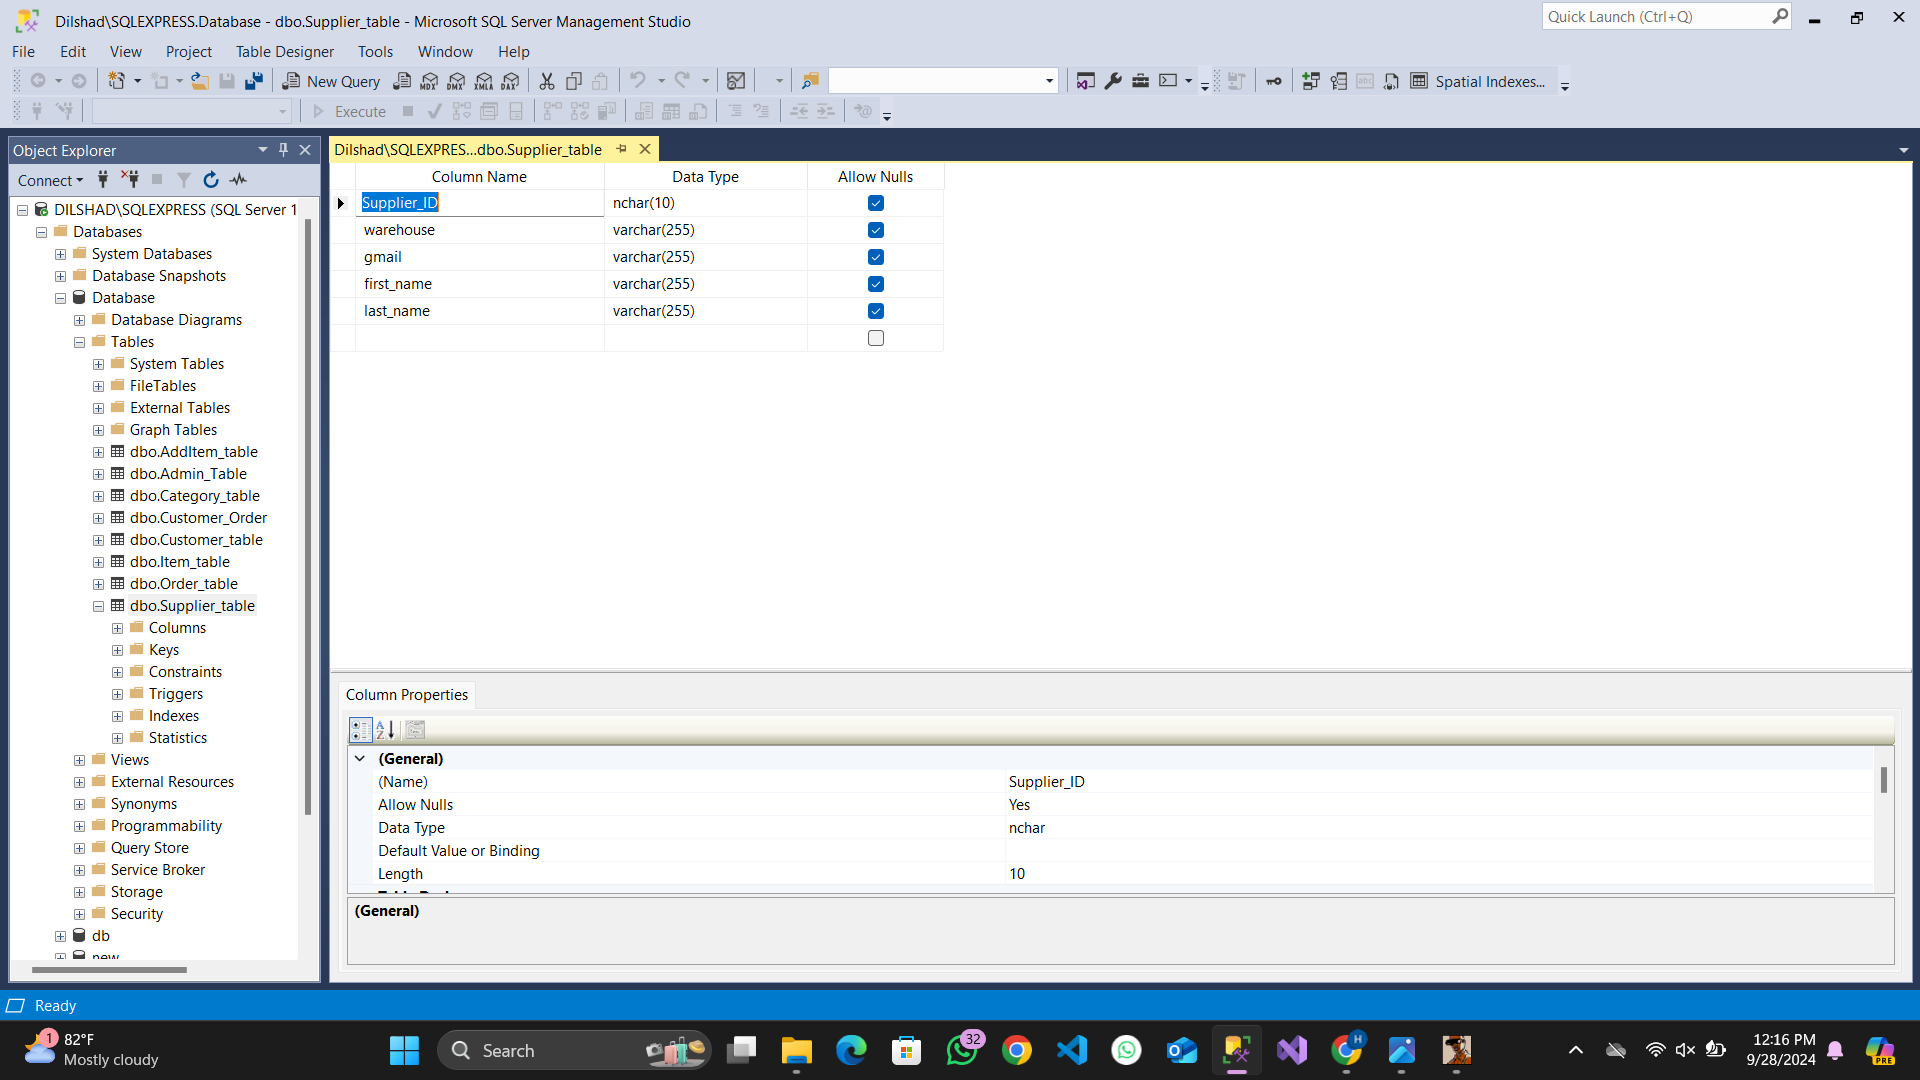 Dilshad\SQLEXPRESS.Database - dbo.Supplier_table - Microsoft SQL Server Management Studio
Quick Launch (Ctrl+Q)
File Edit View Project Table Designer Tools Window Help
New Query MDX DMX XMLA DAX Spatial Indexes...
Execute
Object Explorer
Connect
DILSHAD\SQLEXPRESS (SQL Server 1
Databases
System Databases
Database Snapshots
Database
Database Diagrams
Tables
System Tables
FileTables
External Tables
Graph Tables
dbo.AddItem_table
dbo.Admin_Table
dbo.Category_table
dbo.Customer_Order
dbo.Customer_table
dbo.Item_table
dbo.Order_table
dbo.Supplier_table
Columns
Keys
Constraints
Triggers
Indexes
Statistics
Views
External Resources
Synonyms
Programmability
Query Store
Service Broker
Storage
Security
db
new
Dilshad\SQLEXPRES...dbo.Supplier_table
Column Name Data Type Allow Nulls
Supplier_ID nchar(10)
warehouse varchar(255)
gmail varchar(255)
first_name varchar(255)
last_name varchar(255)
Column Properties
(General)
(Name) Supplier_ID
Allow Nulls Yes
Data Type nchar
Default Value or Binding
Length 10
(General)
Ready
1
82°F
Mostly cloudy
Search
32
H
12:16 PM
9/28/2024
PRE